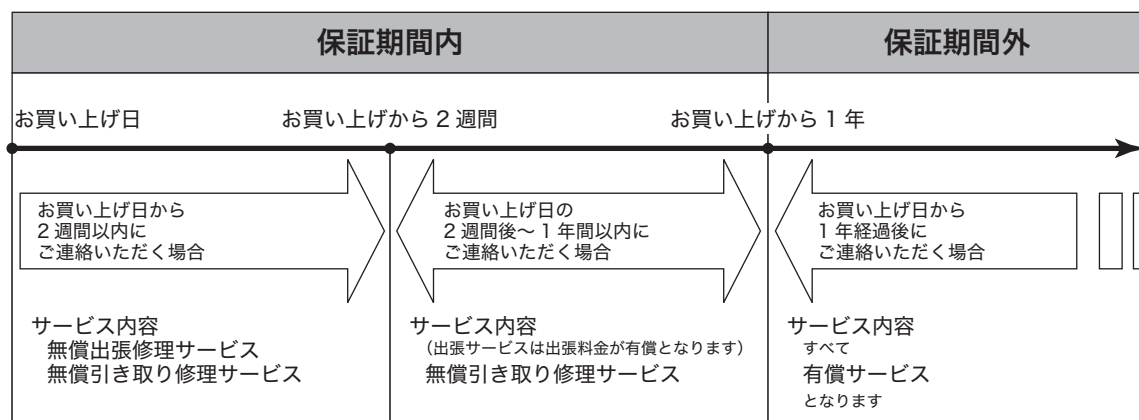 保証期間内
保証期間外
お買い上げ日
お買い上げから 2 週間
お買い上げから 1 年
お買い上げ日から
2 週間以内に
ご連絡いただく場合
お買い上げ日の
2 週間後〜 1 年間以内に
ご連絡いただく場合
お買い上げ日から
1 年経過後に
ご連絡いただく場合
サービス内容
無償出張修理サービス
無償引き取り修理サービス
サービス内容
（出張サービスは出張料金が有償となります）
無償引き取り修理サービス
サービス内容
すべて
有償サービス
となります